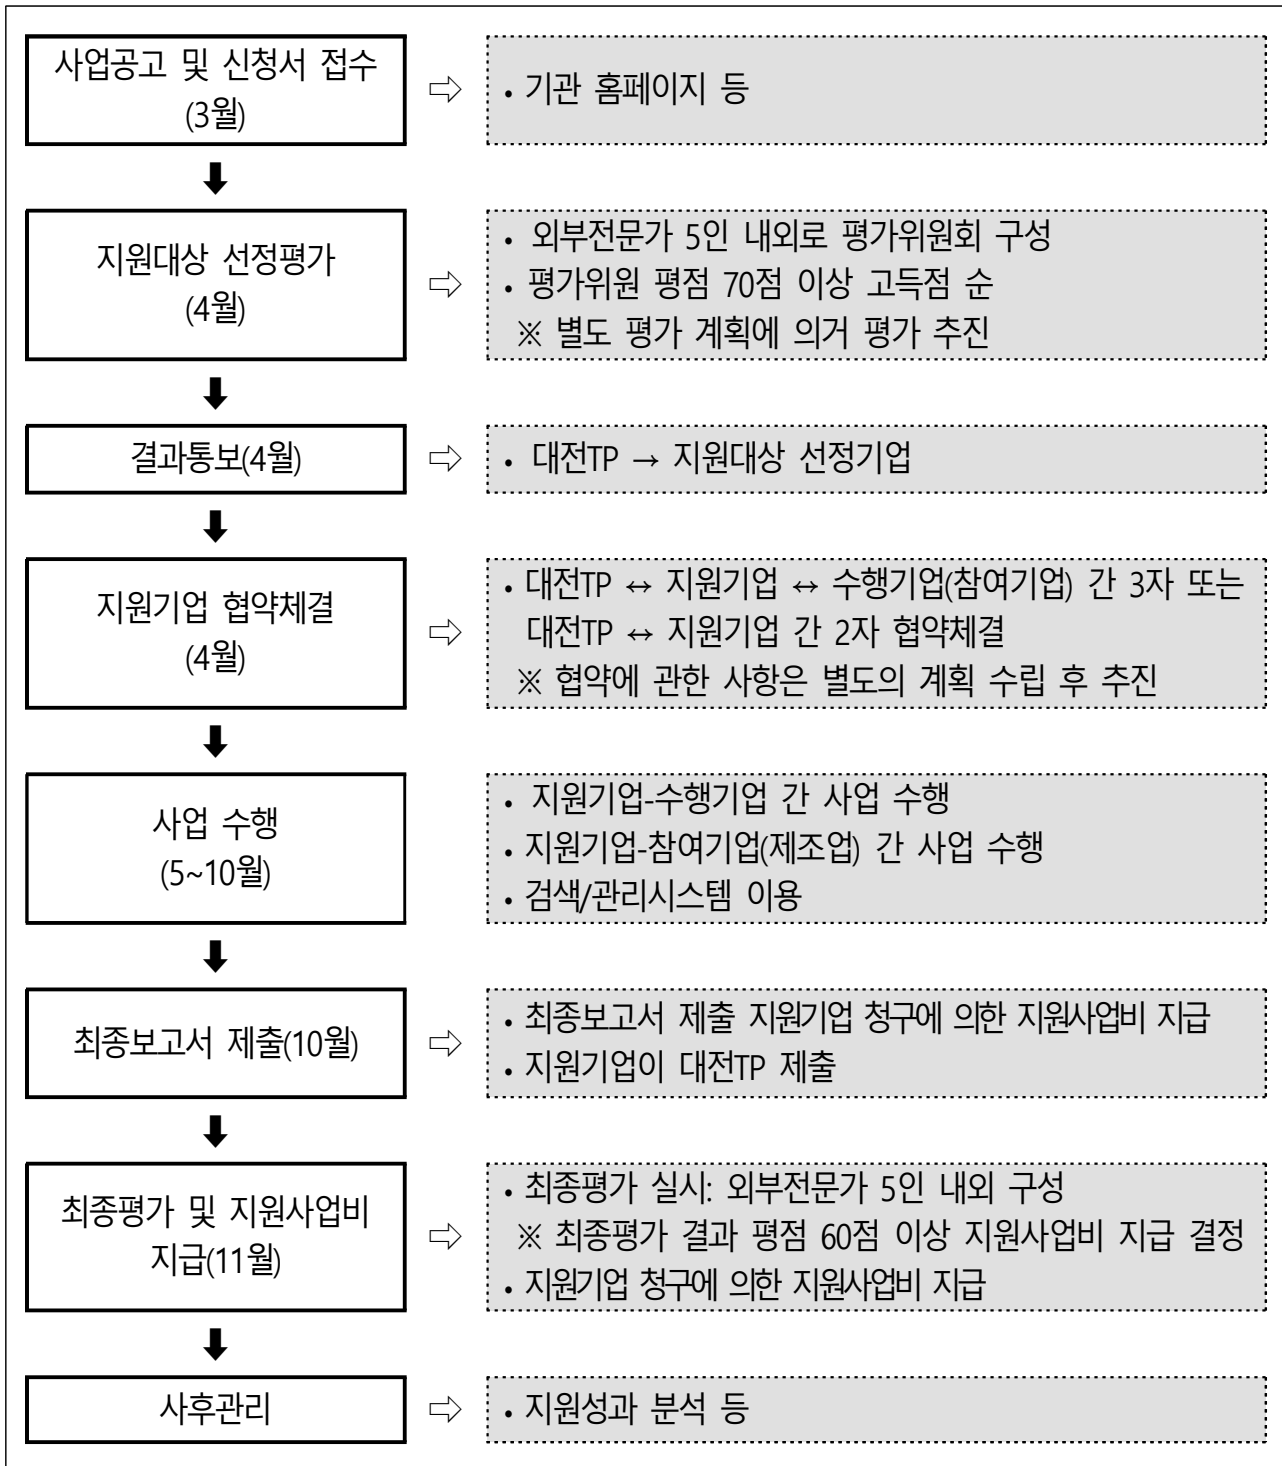 사업공고 및 신청서 접수
(3월)
⇨
• 기관 홈페이지 등
지원대상 선정평가
(4월)
⇨
• 외부전문가 5인 내외로 평가위원회 구성
• 평가위원 평점 70점 이상 고득점 순
※ 별도 평가 계획에 의거 평가 추진
결과통보(4월)
⇨
• 대전TP → 지원대상 선정기업
지원기업 협약체결
(4월)
⇨
• 대전TP ↔ 지원기업 ↔ 수행기업(참여기업) 간 3자 또는
대전TP ↔ 지원기업 간 2자 협약체결
※ 협약에 관한 사항은 별도의 계획 수립 후 추진
사업 수행
(5~10월)
• 지원기업-수행기업 간 사업 수행
• 지원기업-참여기업(제조업) 간 사업 수행
• 검색/관리시스템 이용
최종보고서 제출(10월)
⇨
• 최종보고서 제출 지원기업 청구에 의한 지원사업비 지급
• 지원기업이 대전TP 제출
최종평가 및 지원사업비
지급(11월)
⇨
• 최종평가 실시: 외부전문가 5인 내외 구성
※ 최종평가 결과 평점 60점 이상 지원사업비 지급 결정
• 지원기업 청구에 의한 지원사업비 지급
사후관리
⇨
• 지원성과 분석 등